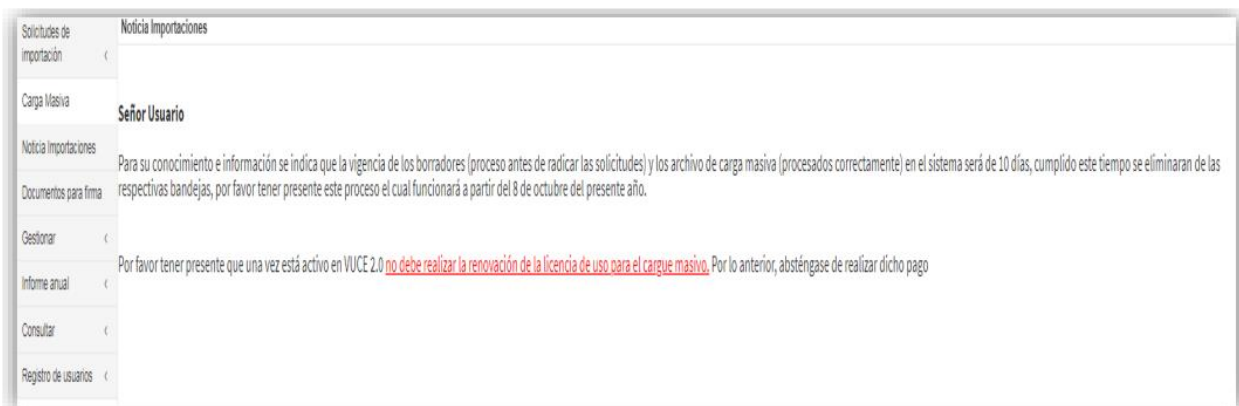 Solicitudes de
importación
Carga Masiva
Noticia Importaciones
Documentos para firma
Gestionar
Informe anual
Consultar
Registro de usuarios
Noticia Importaciones
Señor Usuario
Para su conocimiento e información se indica que la vigencia de los borradores (proceso antes de radicar las solicitudes) y los archivo de carga masiva (procesados correctamente) en el sistema será de 10 días, cumplido este tiempo se eliminaran de las
respectivas bandejas, por favor tener presente este proceso el cual funcionará a partir del 8 de octubre del presente año.
Por favor tener presente que una vez está activo en VUCE 2.0 no debe realizar la renovación de la licencia de uso para el cargue masivo. Por lo anterior, absténgase de realizar dicho pago